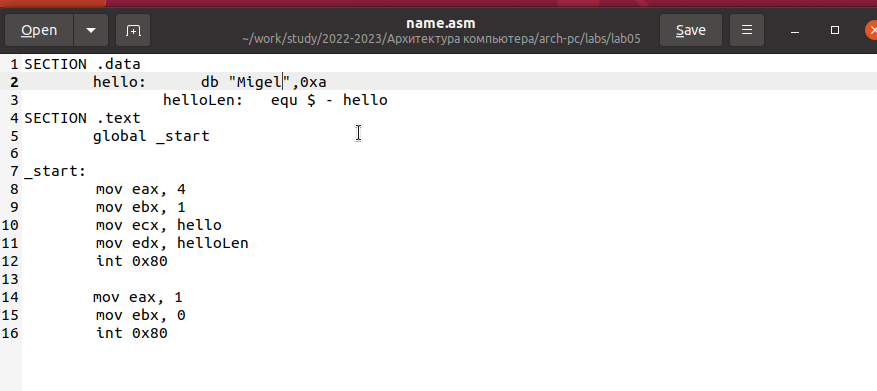 Open
name.asm
~/work/study/2022-2023/Архитектура компьютера/arch-pc/labs/lab05
Save
1 SECTION .data
2 hello: db "Migel",0xa
3 helloLen: equ $ - hello
4 SECTION .text
5 global _start
6
7 _start:
8 mov eax, 4
9 mov ebx, 1
10 mov ecx, hello
11 mov edx, helloLen
12 int 0x80
13
14 mov eax, 1
15 mov ebx, 0
16 int 0x80